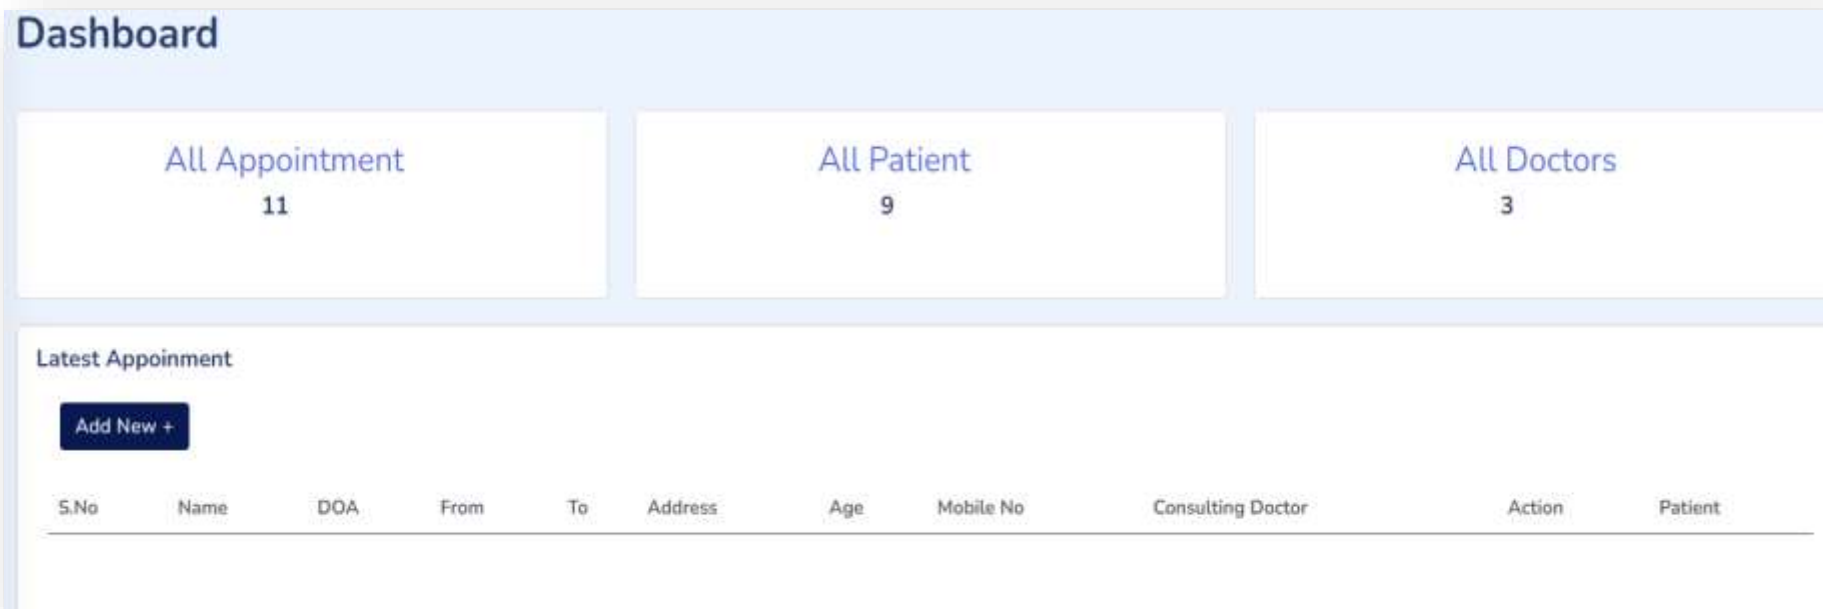 Dashboard
All Appointment
11
All Patient
9
All Doctors
3
Latest Appoinment
Add New +
S.No Name DOA From To Address Age Mobile No Consulting Doctor Action Patient